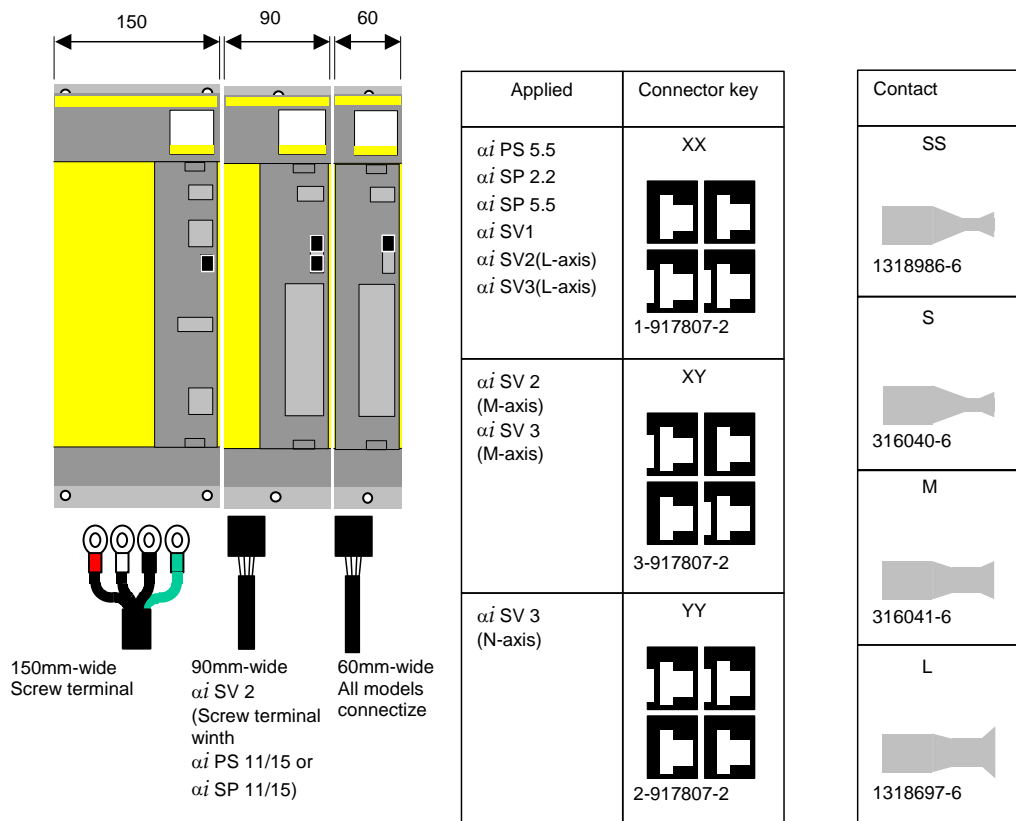 150
90
60
150mm-wide
Screw terminal
90mm-wide
αi SV 2
(Screw terminal
winth
αi PS 11/15 or
αi SP 11/15)
60mm-wide
All models
connectize
Applied
Connector key
αi PS 5.5
αi SP 2.2
αi SP 5.5
αi SV1
αi SV2(L-axis)
αi SV3(L-axis)
XX
1-917807-2
αi SV 2
(M-axis)
αi SV 3
(M-axis)
XY
3-917807-2
αi SV 3
(N-axis)
YY
2-917807-2
Contact
SS
1318986-6
S
316040-6
M
316041-6
L
1318697-6